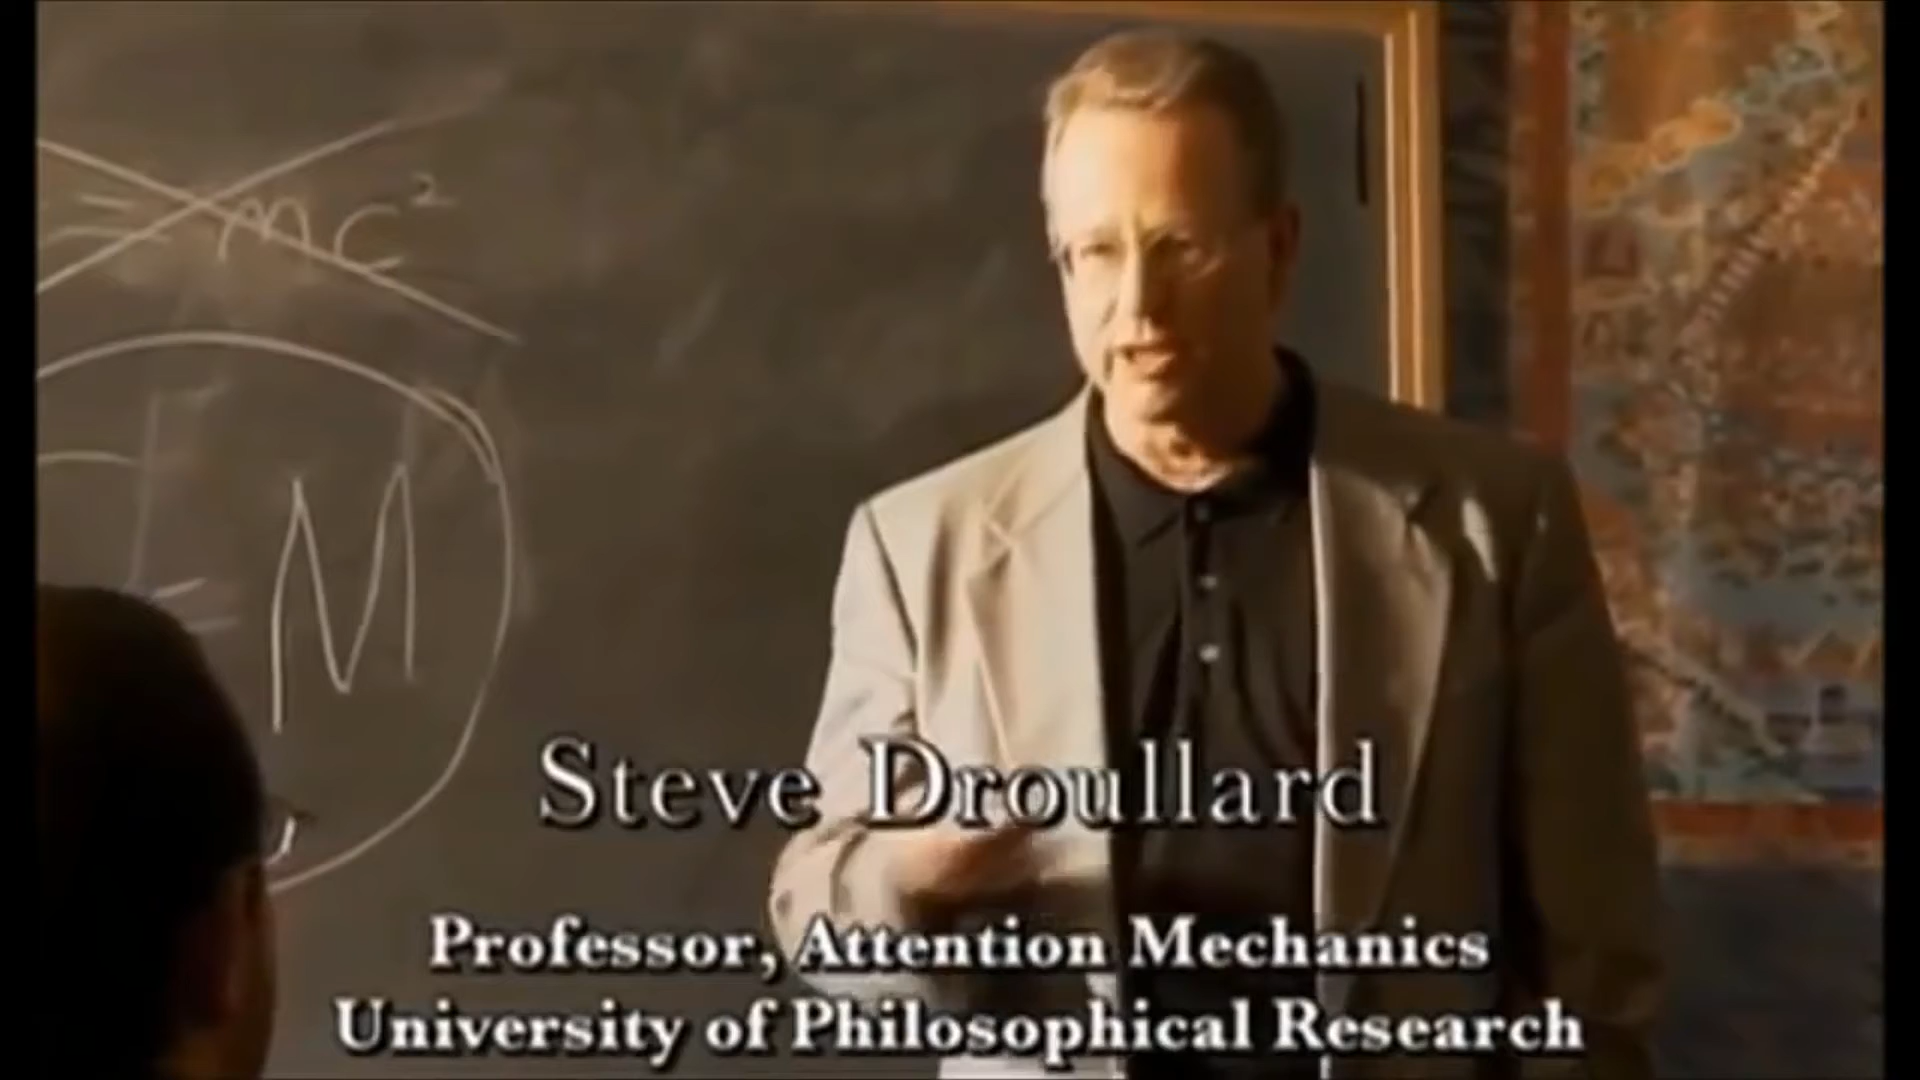 = mc²
= M
Steve Droullard
Professor, Attention Mechanics
University of Philosophical Research